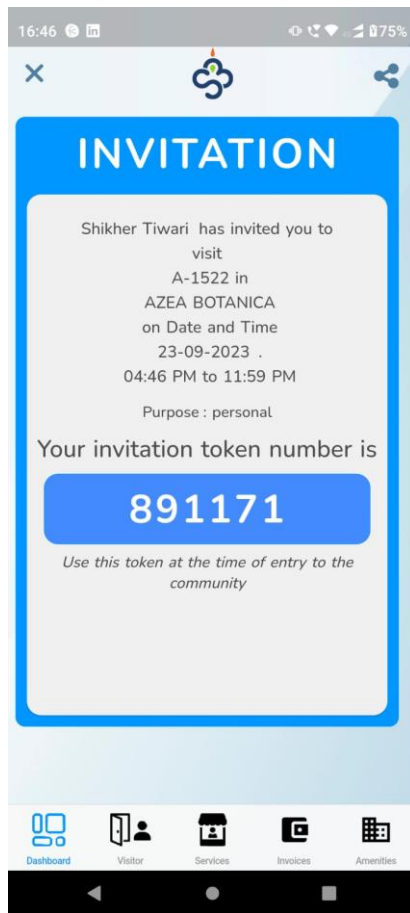 16:46 75%
INVITATION
Shikher Tiwari has invited you to
visit
A-1522 in
AZEA BOTANICA
on Date and Time
23-09-2023 .
04:46 PM to 11:59 PM
Purpose : personal
Your invitation token number is
891171
Use this token at the time of entry to the
community
Dashboard Visitor Services Invoices Amenities